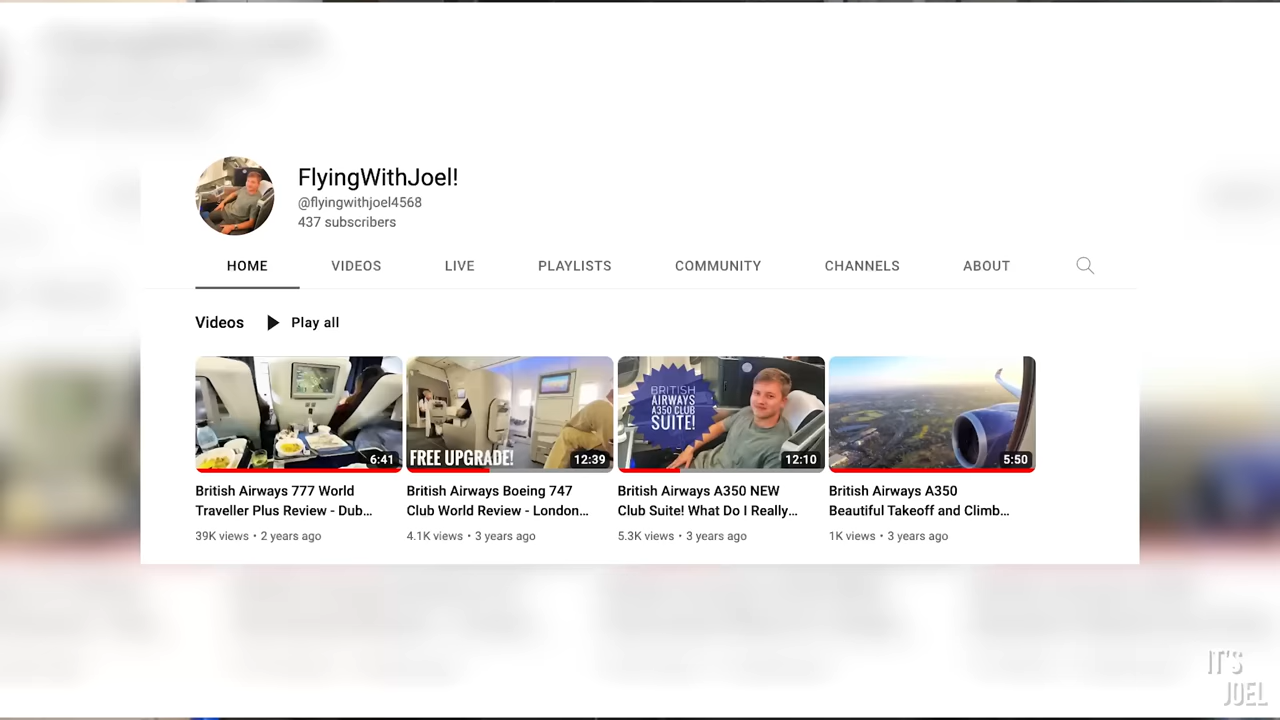 FlyingWithJoel!
@flyingwithjoel4568
437 subscribers
HOME VIDEOS LIVE PLAYLISTS COMMUNITY CHANNELS ABOUT
Videos Play all
6:41
FREE UPGRADE!
12:39
BRITISH
AIRWAYS
A350 CLUB
SUITE!
12:10
5:50
British Airways 777 World
Traveller Plus Review - Dub...
39K views • 2 years ago
British Airways Boeing 747
Club World Review - London...
4.1K views • 3 years ago
British Airways A350 NEW
Club Suite! What Do I Really...
5.3K views • 3 years ago
British Airways A350
Beautiful Takeoff and Climb...
1K views • 3 years ago
IT'S
JOEL